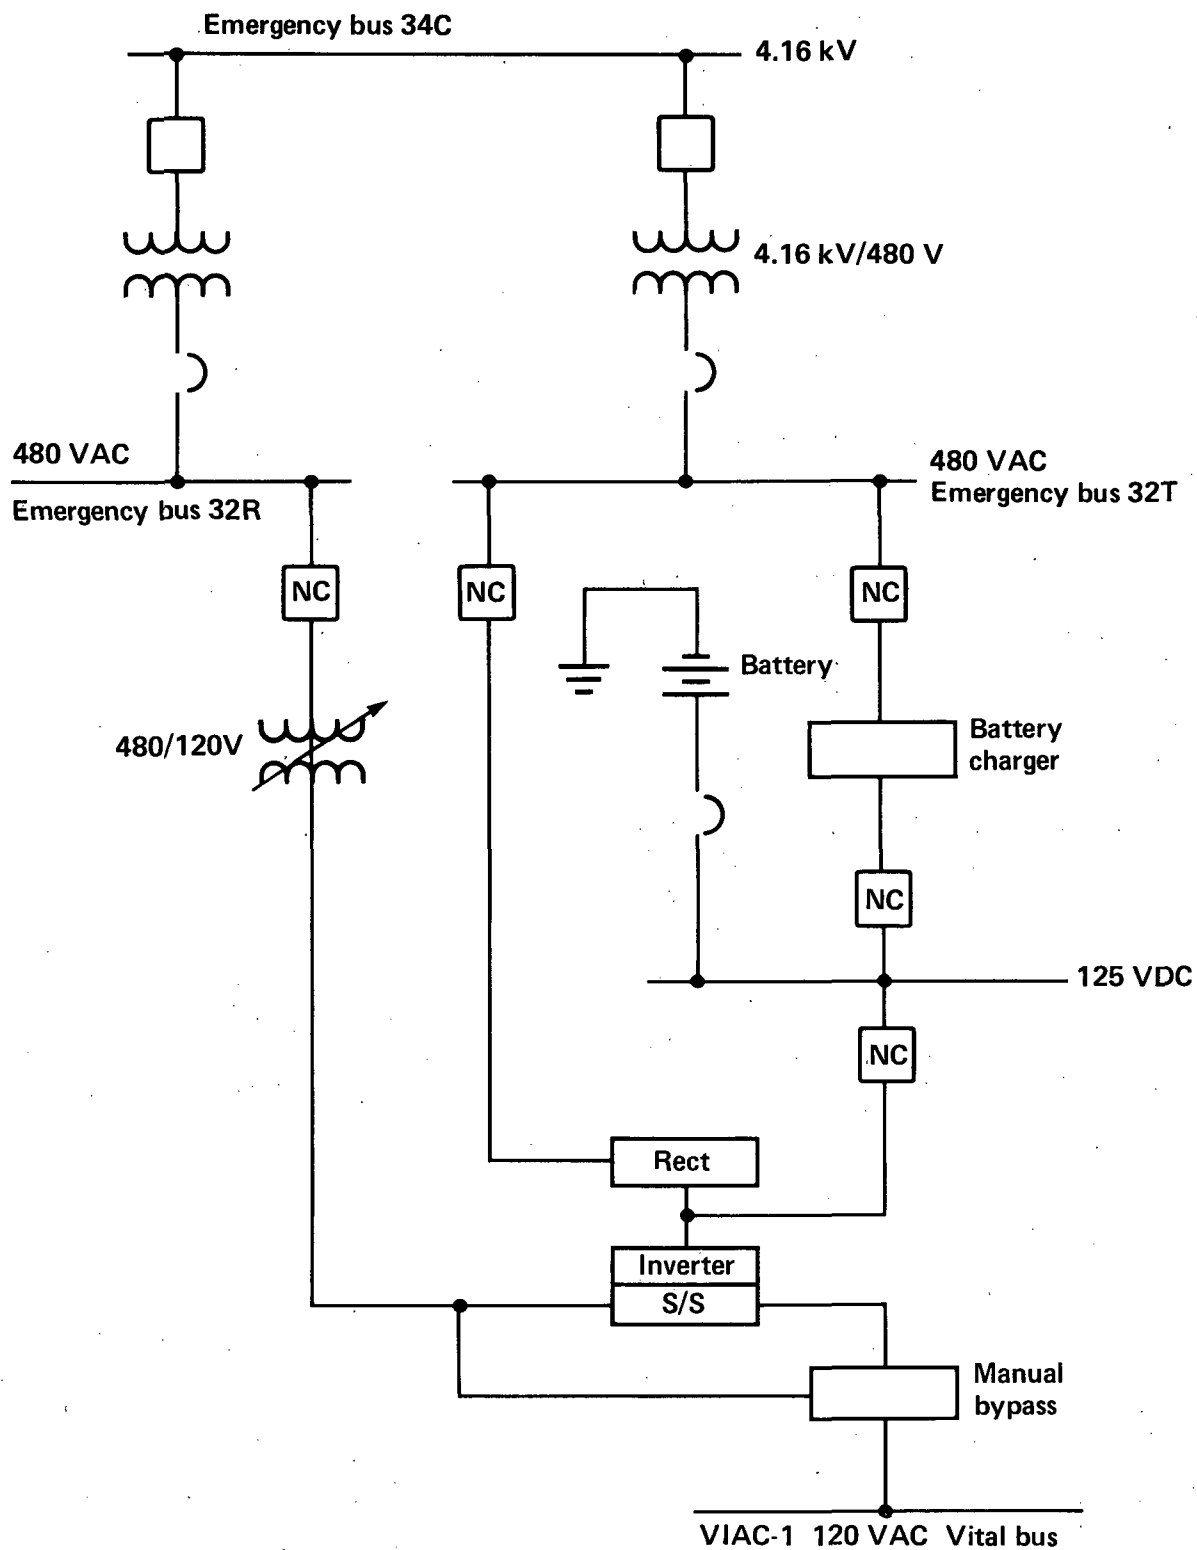 Emergency bus 34C
4.16 kV
4.16 kV/480 V
480 VAC
Emergency bus 32R
480 VAC
Emergency bus 32T
NC
NC
NC
Battery
480/120V
Battery
charger
NC
125 VDC
NC
Rect
Inverter
S/S
Manual
bypass
VIAC-1 120 VAC Vital bus